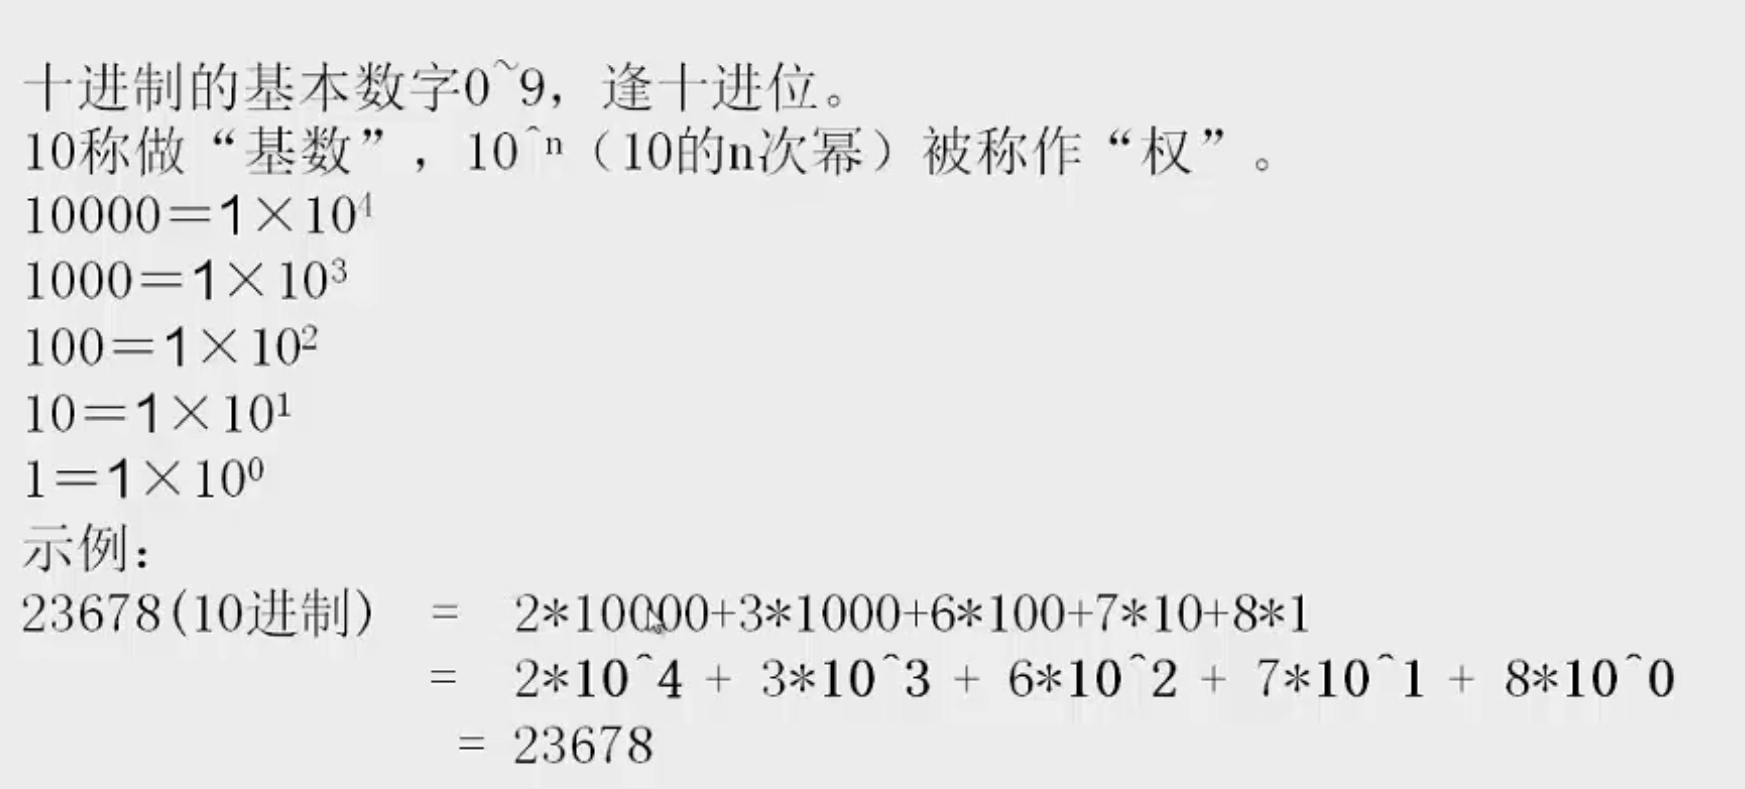 十进制的基本数字0~9，逢十进位。
10称做“基数”，10^n（10的n次幂）被称作“权”。
10000=1×10⁴
1000=1×10³
100=1×10²
10=1×10¹
1=1×10⁰
示例：
23678(10进制) = 2*10000+3*1000+6*100+7*10+8*1
= 2*10^4 + 3*10^3 + 6*10^2 + 7*10^1 + 8*10^0
= 23678